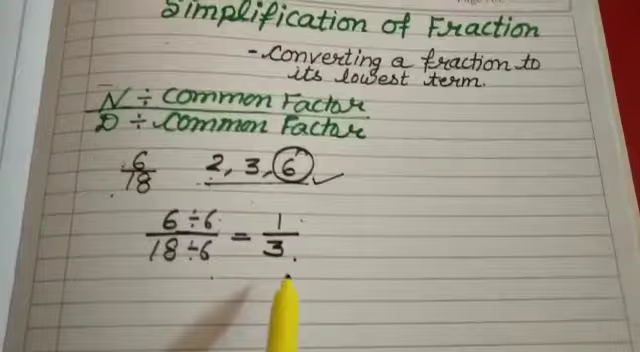 Simplification of Fraction
- Converting a fraction to
its lowest term.
N ÷ Common Factor
D ÷ Common Factor
6/18 2, 3, 6 ✓
6 ÷ 6 / 18 ÷ 6 = 1/3